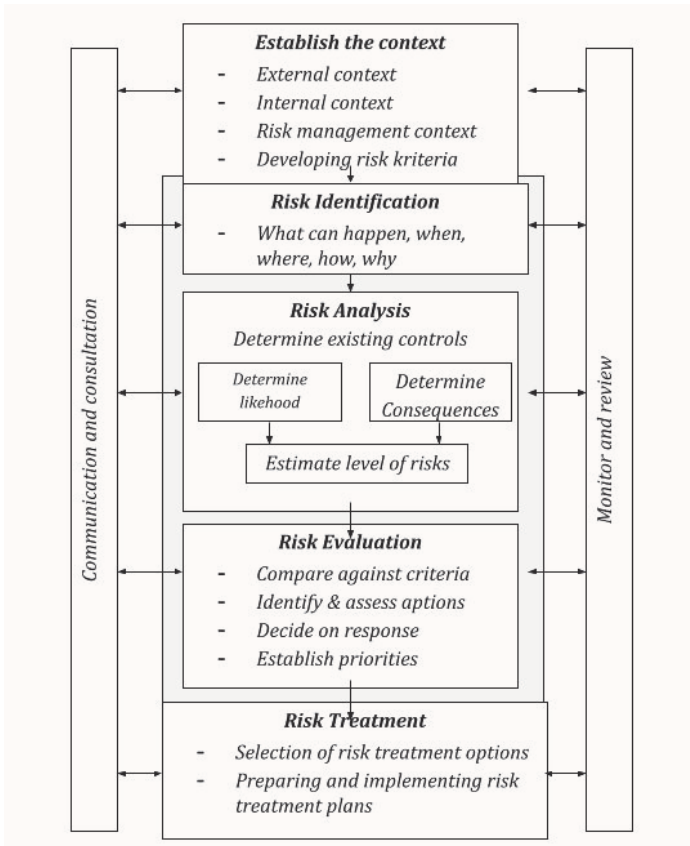 Establish the context
- External context
- Internal context
- Risk management context
- Developing risk kriteria
Risk Identification
- What can happen, when,
where, how, why
Risk Analysis
Determine existing controls
Determine
likehood
Determine
Consequences
Estimate level of risks
Risk Evaluation
- Compare against criteria
- Identify & assess aptions
- Decide on response
- Establish priorities
Risk Treatment
- Selection of risk treatment options
- Preparing and implementing risk
treatment plans
Communication and consultation
Monitor and review